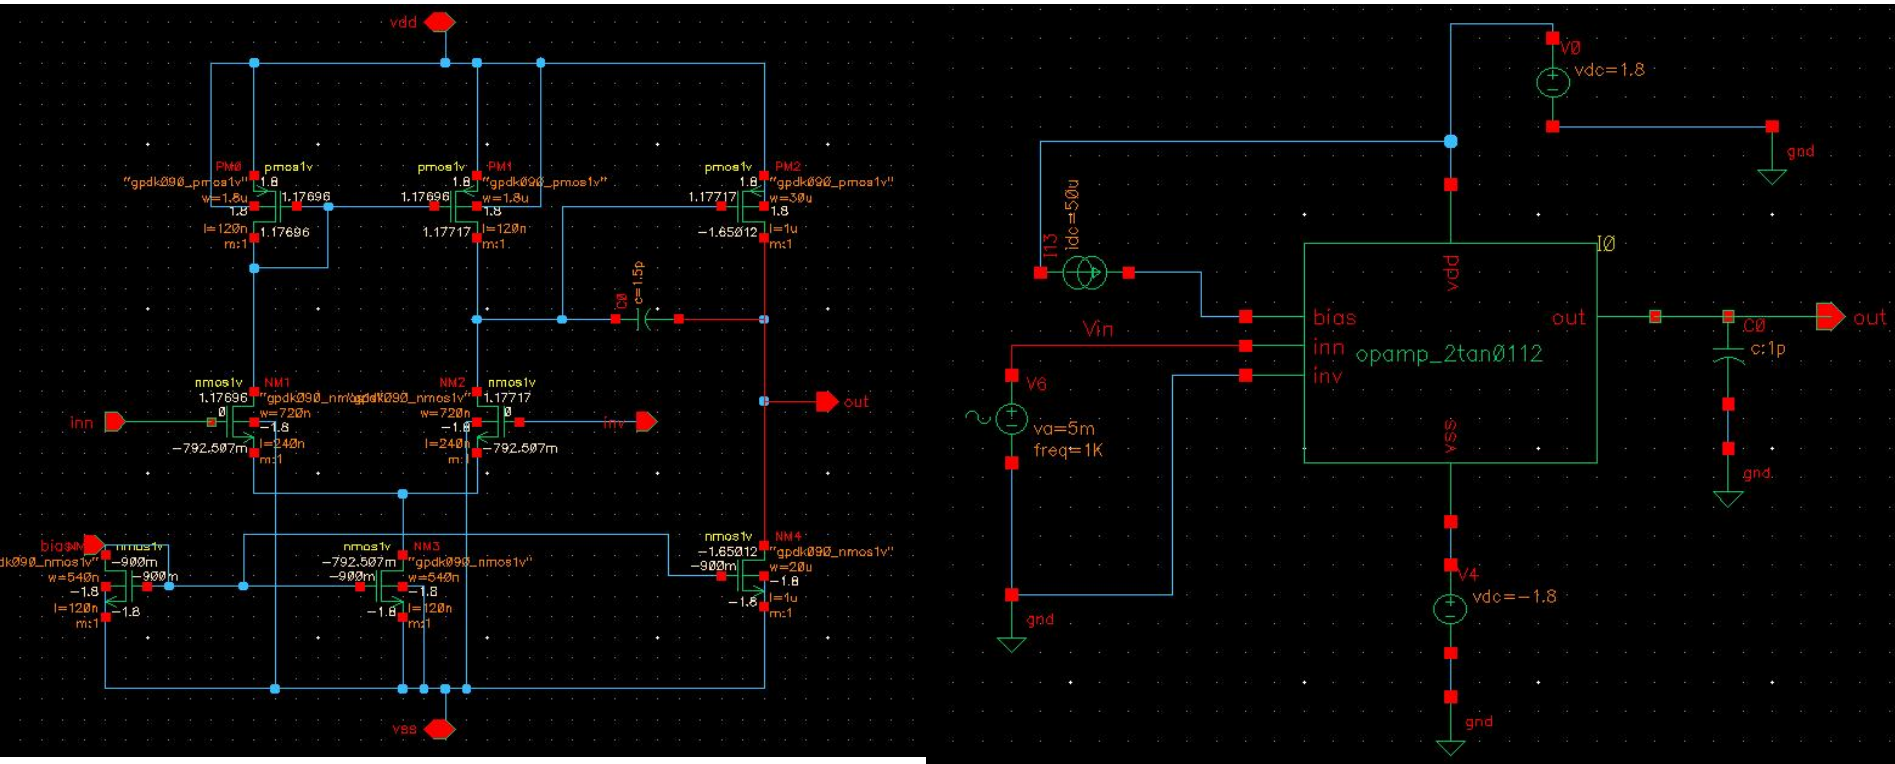 vdd
PM0
pmos1v
"gpdk090_pmos1v"
1.8
w=1.8u
1.17696
1.8
l=120n
1.17696
m:1
pmos1v
PM1
1.8
"gpdk090_pmos1v"
1.17696
w=1.8u
1.8
1.17717
l=120n
m:1
pmos1v
PM2
1.8
"gpdk090_pmos1v"
1.17717
w=30u
1.8
-1.65012
l=1u
m:1
C0
c=1.5p
nmos1v
NM1
1.17696
w=720n
0
-1.8
l=240n
-792.507m
m:1
inn
NM2
nmos1v
1.17717
"gpdk090_nmos1v"
w=720n
0
-1.8
l=240n
-792.507m
m:1
inv
out
bias
nmos1v
dk090_nmos1v"
-900m
w=540n
-900m
-1.8
l=120n
-1.8
m:1
nmos1v
NM3
-792.507m
"gpdk090_nmos1v"
-900m
w=540n
-1.8
l=120n
-1.8
m:1
nmos1v
NM4
-1.65012
"gpdk090_nmos1v"
-900m
w=20u
-1.8
l=1u
-1.8
m:1
vss
V0
vdc=1.8
gnd
I13
idc=50u
I0
vdd
bias
inn
inv
out
opamp_2tan0112
vss
Vin
V6
va=5m
freq=1K
gnd
C0
c:1p
gnd
out
V4
vdc=-1.8
gnd